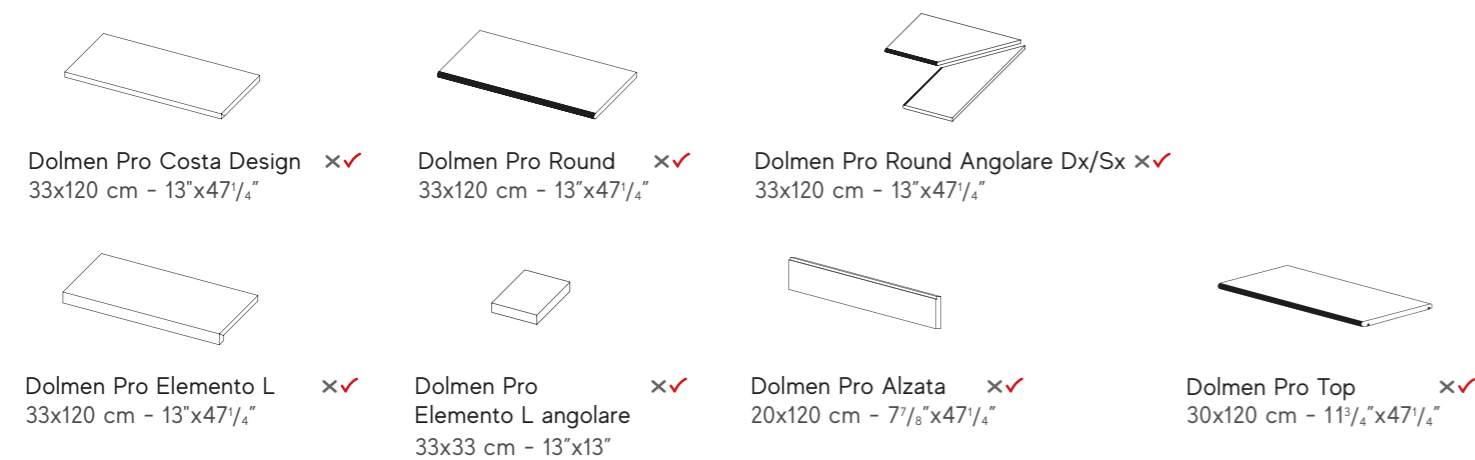 Dolmen Pro Costa Design
33x120 cm - 13"x47¹/₄"
Dolmen Pro Round
33x120 cm - 13"x47¹/₄"
Dolmen Pro Round Angolare Dx/Sx
33x120 cm - 13"x47¹/₄"
Dolmen Pro Elemento L
33x120 cm - 13"x47¹/₄"
Dolmen Pro
Elemento L angolare
33x33 cm - 13"x13"
Dolmen Pro Alzata
20x120 cm - 7⁷/₈"x47¹/₄"
Dolmen Pro Top
30x120 cm - 11³/₄"x47¹/₄"